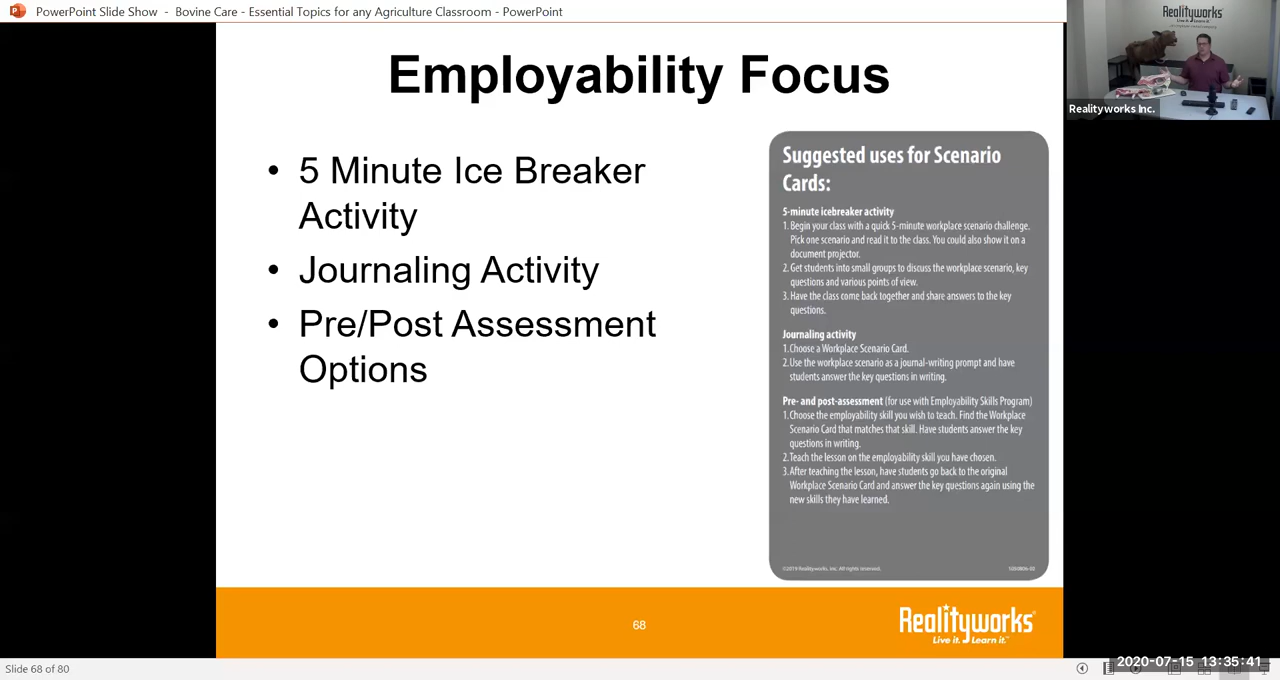 PowerPoint Slide Show - Bovine Care - Essential Topics for any Agriculture Classroom - PowerPoint
Realityworks
Live it. Learn it.
Realityworks Inc.
Employability Focus
• 5 Minute Ice Breaker
Activity
• Journaling Activity
• Pre/Post Assessment
Options
Suggested uses for Scenario
Cards:
5-minute icebreaker activity
1. Begin your class with a quick 5-minute workplace scenario challenge.
Pick one scenario and read it to the class. You could also show it on a
document projector.
2. Get students into small groups to discuss the workplace scenario, key
questions and various points of view.
3. Have the class come back together and share answers to the key
questions.
Journaling activity
1. Choose a Workplace Scenario Card.
2. Use the workplace scenario as a journal-writing prompt and have
students answer the key questions in writing.
Pre- and post-assessment (for use with Employability Skills Program)
1. Choose the employability skill you wish to teach. Find the Workplace
Scenario Card that matches that skill. Have students answer the key
questions in writing.
2. Teach the lesson on the employability skill you have chosen.
3. After teaching the lesson, have students go back to the original
Workplace Scenario Card and answer the key questions again using the
new skills they have learned.
©2019 Realityworks, Inc. All rights reserved.
68
Realityworks
Live it. Learn it.
Slide 68 of 80
2020-07-15 13:35:41